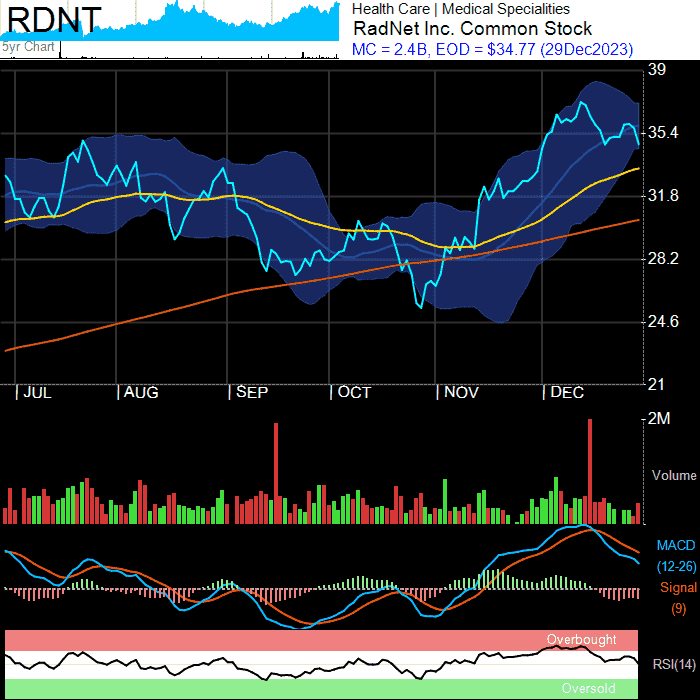 RDNT
5yr Chart
Health Care | Medical Specialities
RadNet Inc. Common Stock
MC = 2.4B, EOD = $34.77 (29Dec2023)
39
35.4
31.8
28.2
24.6
21
| JUL | AUG | SEP | OCT | NOV | DEC
2M
Volume
MACD
(12-26)
Signal
(9)
Overbought
RSI(14)
Oversold